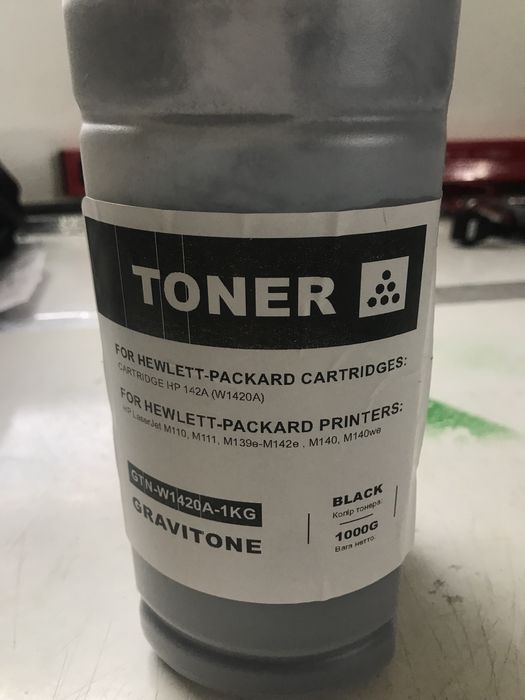 TONER
FOR HEWLETT-PACKARD CARTRIDGES:
CARTRIDGE HP 142A (W1420A)
FOR HEWLETT-PACKARD PRINTERS:
HP LaserJet M110, M111, M139e-M142e , M140, M140we
GTN-W1420A-1KG
GRAVITONE
BLACK
Колір тонера:
1000G
Вага нетто: